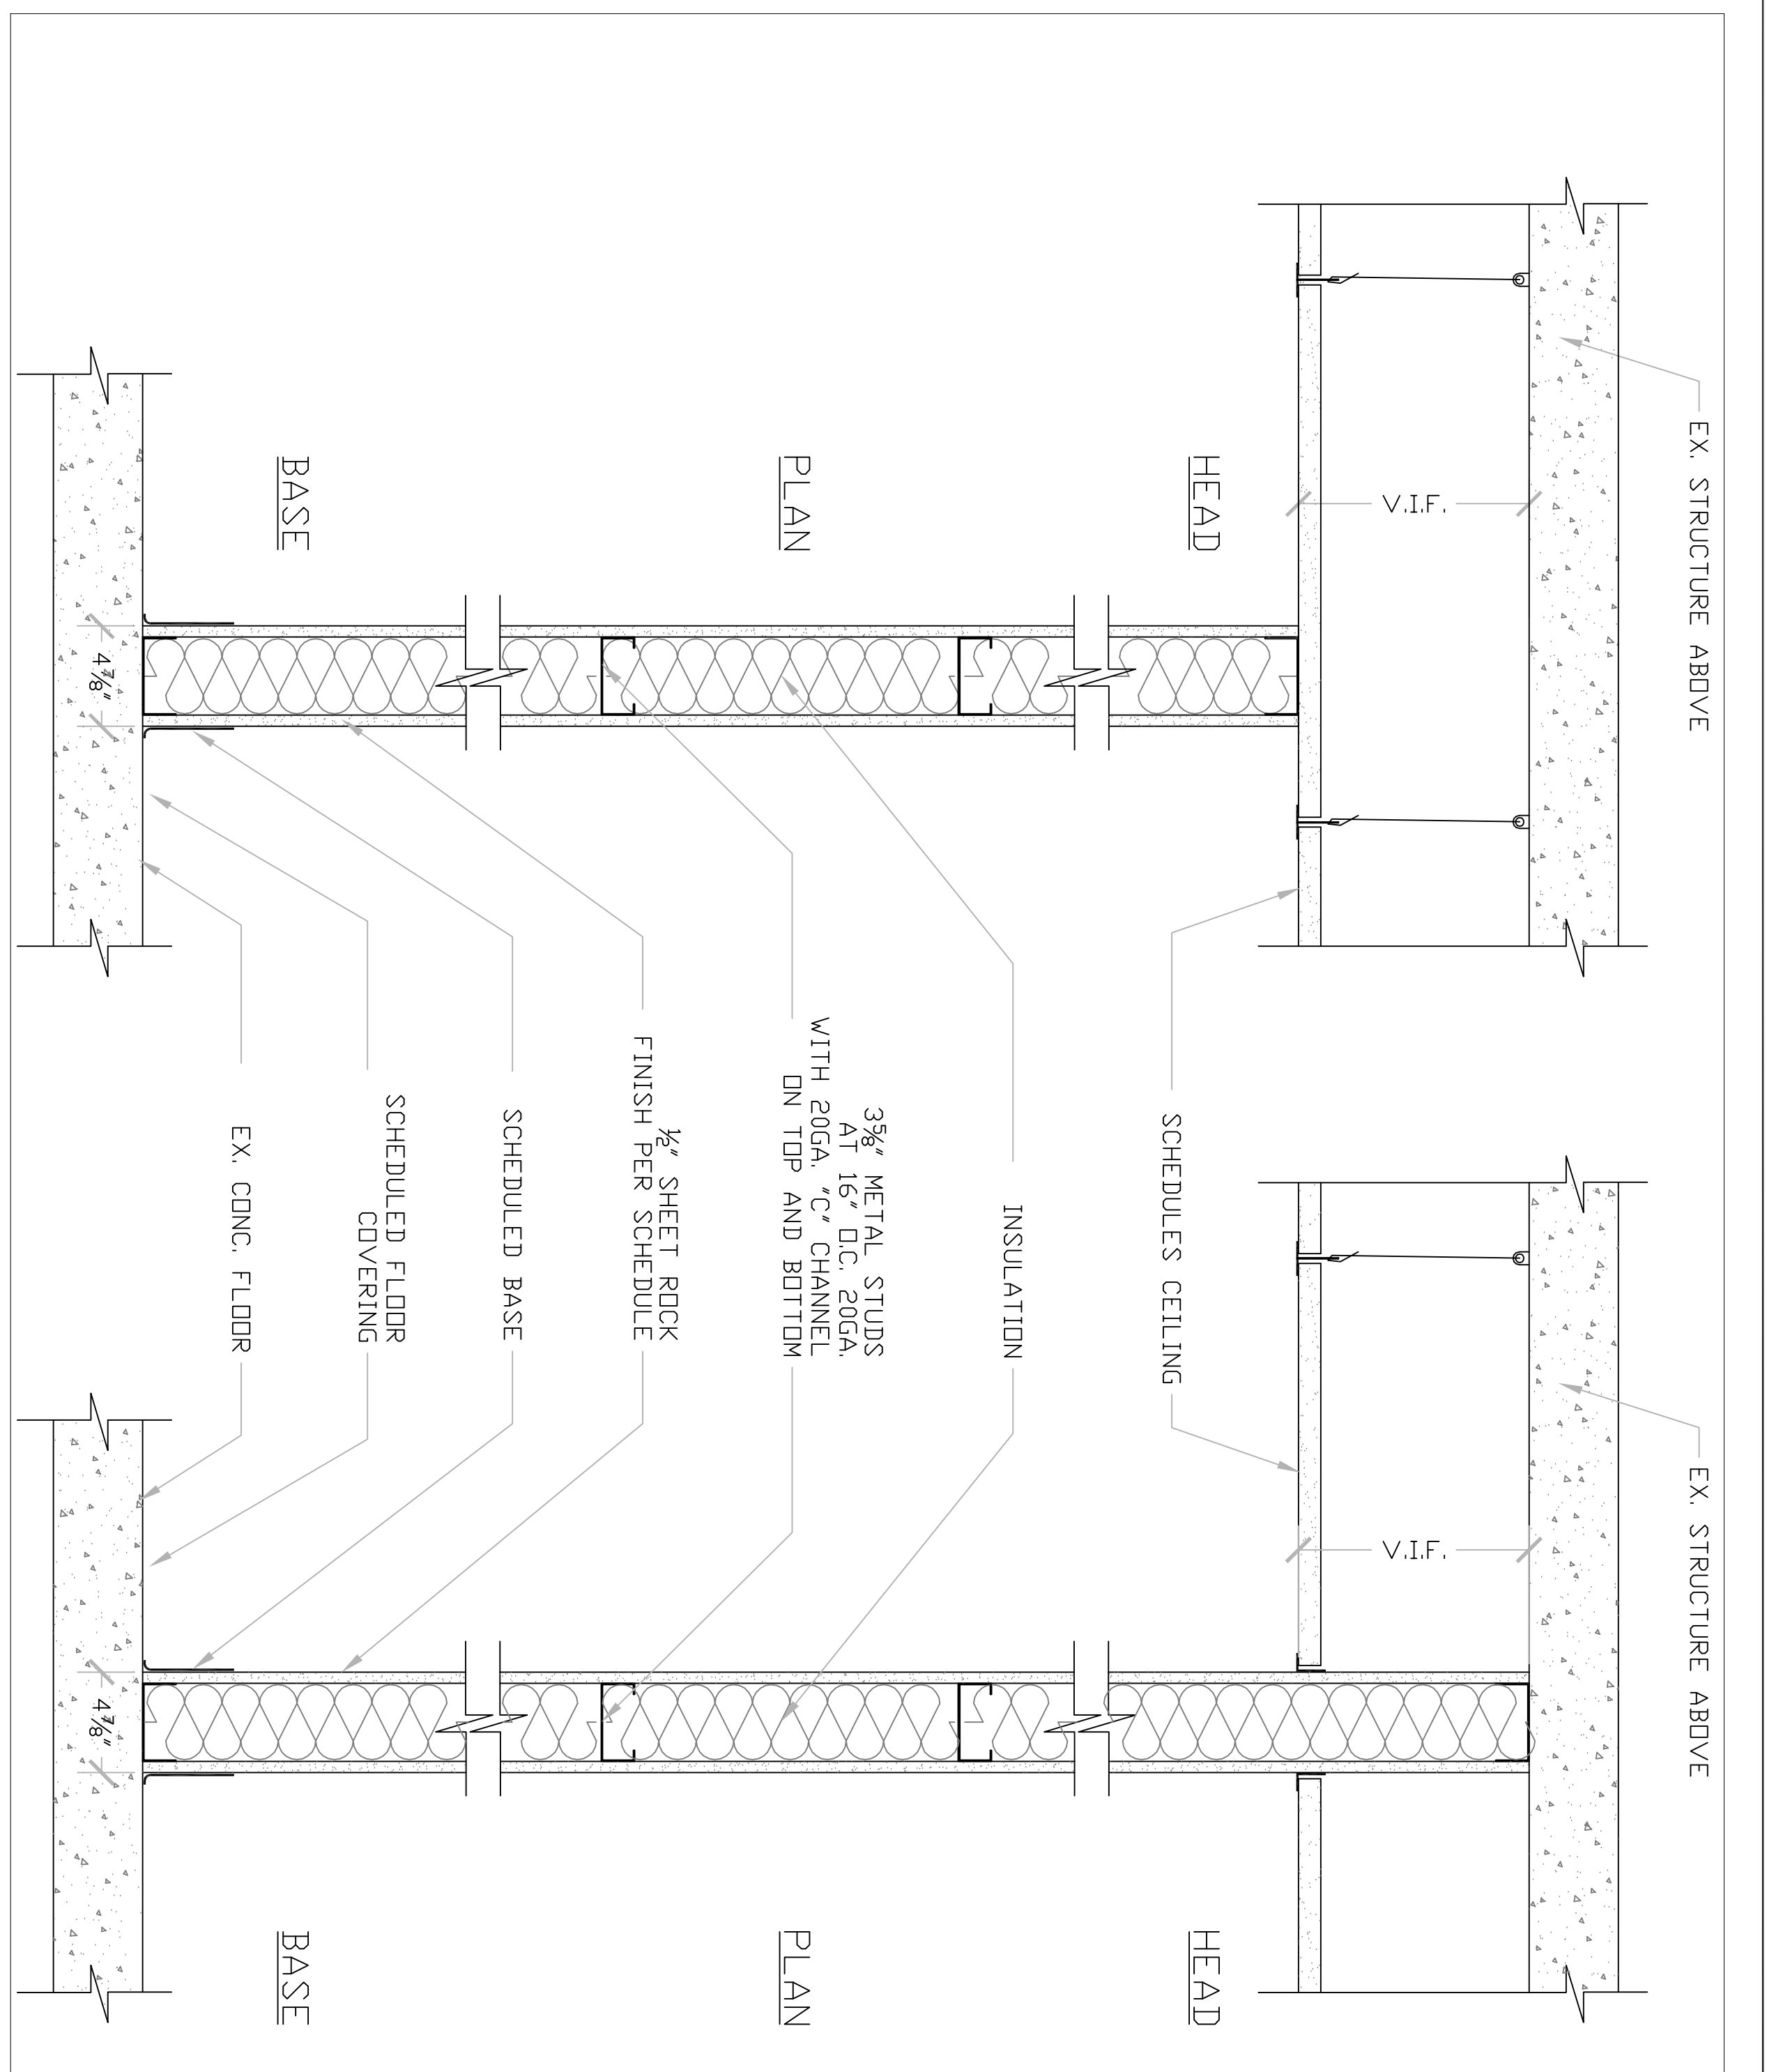 EX. STRUCTURE ABOVE
EX. STRUCTURE ABOVE
V.I.F.
V.I.F.
HEAD
HEAD
SCHEDULES CEILING
INSULATION
3⅝" METAL STUDS
AT 16" O.C. 20GA.
WITH 20GA. "C" CHANNEL
ON TOP AND BOTTOM
PLAN
PLAN
½" SHEET ROCK
FINISH PER SCHEDULE
SCHEDULED BASE
SCHEDULED FLOOR
COVERING
BASE
BASE
EX. CONC. FLOOR
4⅞"
4⅞"